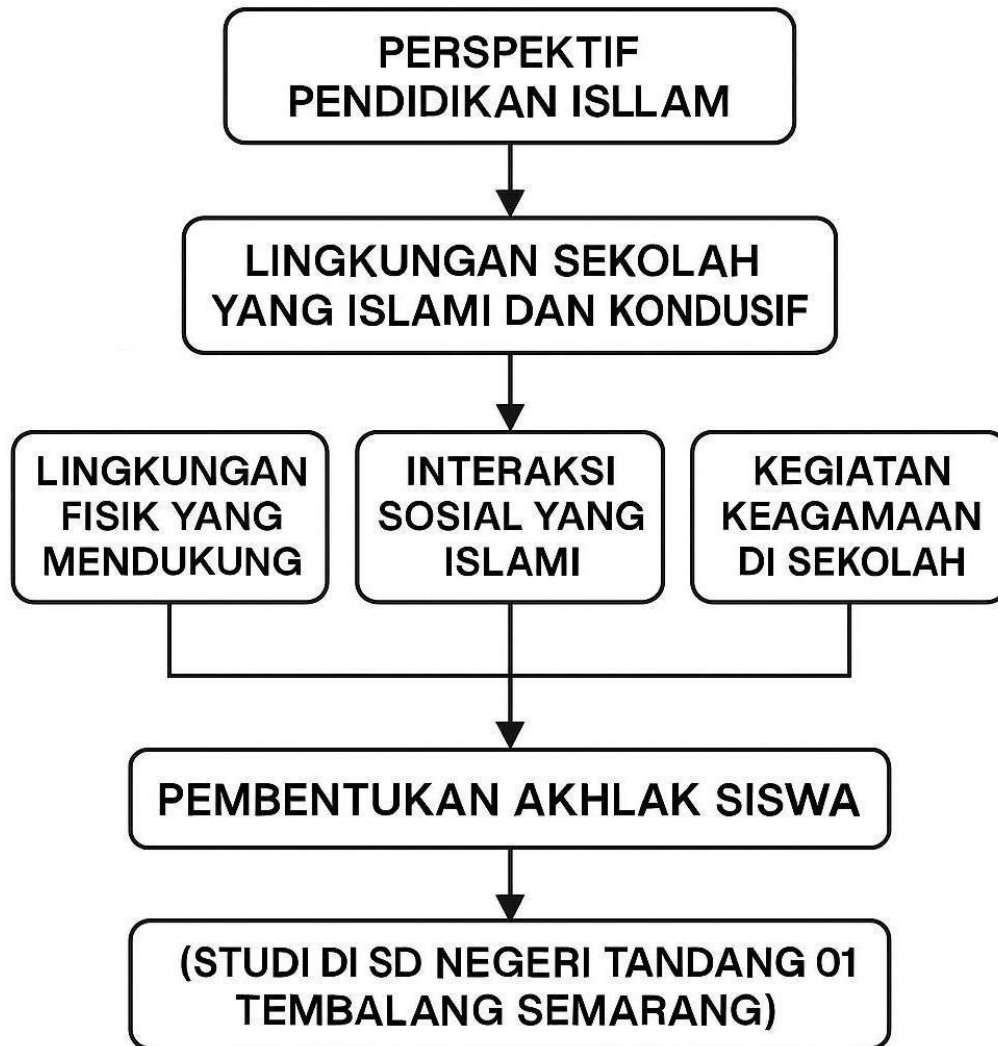 PERSPEKTIF
PENDIDIKAN ISLLAM
LINGKUNGAN SEKOLAH
YANG ISLAMI DAN KONDUSIF
LINGKUNGAN
FISIK YANG
MENDUKUNG
INTERAKSI
SOSIAL YANG
ISLAMI
KEGIATAN
KEAGAMAAN
DI SEKOLAH
PEMBENTUKAN AKHLAK SISWA
(STUDI DI SD NEGERI TANDANG 01
TEMBALANG SEMARANG)